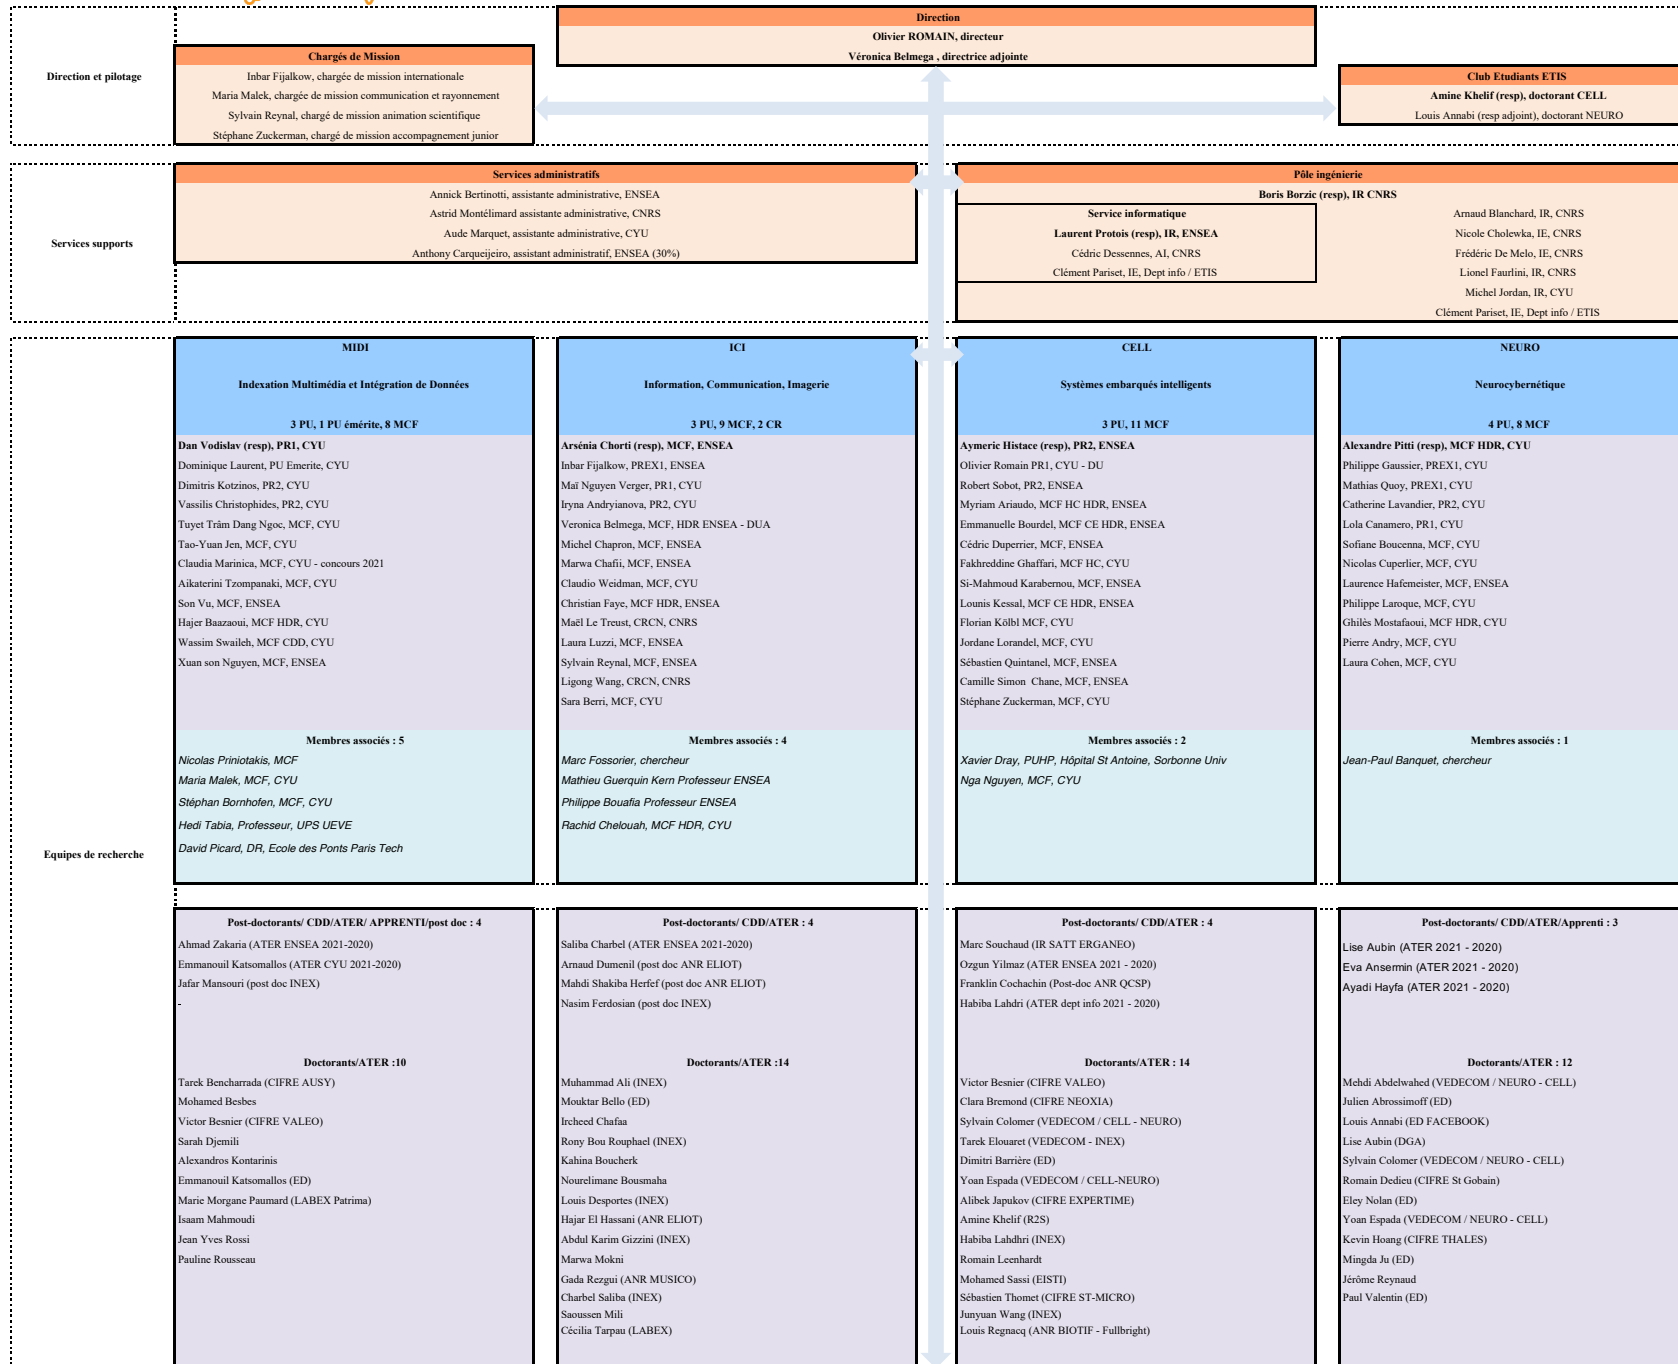 Direction
Olivier ROMAIN, directeur
Véronica Belmega , directrice adjointe
Direction et pilotage
Chargés de Mission
Inbar Fijalkow, chargée de mission internationale
Maria Malek, chargée de mission communication et rayonnement
Sylvain Reynal, chargé de mission animation scientifique
Stéphane Zuckerman, chargé de mission accompagnement junior
Club Etudiants ETIS
Amine Khelif (resp), doctorant CELL
Louis Annabi (resp adjoint), doctorant NEURO
Services supports
Services administratifs
Annick Bertinotti, assistante administrative, ENSEA
Astrid Montélimard assistante administrative, CNRS
Aude Marquet, assistante administrative, CYU
Anthony Carqueijeiro, assistant administratif, ENSEA (30%)
Pôle ingénierie
Boris Borzic (resp), IR CNRS
Service informatique
Laurent Protois (resp), IR, ENSEA
Cédric Dessennes, AI, CNRS
Clément Pariset, IE, Dept info / ETIS
Arnaud Blanchard, IR, CNRS
Nicole Cholewka, IE, CNRS
Frédéric De Melo, IE, CNRS
Lionel Faurlini, IR, CNRS
Michel Jordan, IR, CYU
Clément Pariset, IE, Dept info / ETIS
Equipes de recherche
MIDI
Indexation Multimédia et Intégration de Données
3 PU, 1 PU émérite, 8 MCF
Dan Vodislav (resp), PR1, CYU
Dominique Laurent, PU Emerite, CYU
Dimitris Kotzinos, PR2, CYU
Vassilis Christophides, PR2, CYU
Tuyet Trâm Dang Ngoc, MCF, CYU
Tao-Yuan Jen, MCF, CYU
Claudia Marinica, MCF, CYU - concours 2021
Aikaterini Tzompanaki, MCF, CYU
Son Vu, MCF, ENSEA
Hajer Baazaoui, MCF HDR, CYU
Wassim Swaileh, MCF CDD, CYU
Xuan son Nguyen, MCF, ENSEA
Membres associés : 5
Nicolas Priniotakis, MCF
Maria Malek, MCF, CYU
Stéphan Bornhofen, MCF, CYU
Hedi Tabia, Professeur, UPS UEVE
David Picard, DR, Ecole des Ponts Paris Tech
Post-doctorants/ CDD/ATER/ APPRENTI/post doc : 4
Ahmad Zakaria (ATER ENSEA 2021-2020)
Emmanouil Katsomallos (ATER CYU 2021-2020)
Jafar Mansouri (post doc INEX)
-
Doctorants/ATER :10
Tarek Bencharrada (CIFRE AUSY)
Mohamed Besbes
Victor Besnier (CIFRE VALEO)
Sarah Djemili
Alexandros Kontarinis
Emmanouil Katsomallos (ED)
Marie Morgane Paumard (LABEX Patrima)
Isaam Mahmoudi
Jean Yves Rossi
Pauline Rousseau
ICI
Information, Communication, Imagerie
3 PU, 9 MCF, 2 CR
Arsénia Chorti (resp), MCF, ENSEA
Inbar Fijalkow, PREX1, ENSEA
Maï Nguyen Verger, PR1, CYU
Iryna Andryianova, PR2, CYU
Veronica Belmega, MCF, HDR ENSEA - DUA
Michel Chapron, MCF, ENSEA
Marwa Chafii, MCF, ENSEA
Claudio Weidman, MCF, CYU
Christian Faye, MCF HDR, ENSEA
Maël Le Treust, CRCN, CNRS
Laura Luzzi, MCF, ENSEA
Sylvain Reynal, MCF, ENSEA
Ligong Wang, CRCN, CNRS
Sara Berri, MCF, CYU
Membres associés : 4
Marc Fossorier, chercheur
Mathieu Guerquin Kern Professeur ENSEA
Philippe Bouafia Professeur ENSEA
Rachid Chelouah, MCF HDR, CYU
Post-doctorants/ CDD/ATER : 4
Saliba Charbel (ATER ENSEA 2021-2020)
Arnaud Dumenil (post doc ANR ELIOT)
Mahdi Shakiba Herfef (post doc ANR ELIOT)
Nasim Ferdosian (post doc INEX)
Doctorants/ATER :14
Muhammad Ali (INEX)
Mouktar Bello (ED)
Ircheed Chafaa
Rony Bou Rouphael (INEX)
Kahina Boucherk
Nourelimane Bousmaha
Louis Desportes (INEX)
Hajar El Hassani (ANR ELIOT)
Abdul Karim Gizzini (INEX)
Marwa Mokni
Gada Rezgui (ANR MUSICO)
Charbel Saliba (INEX)
Saoussen Mili
Cécilia Tarpau (LABEX)
CELL
Systèmes embarqués intelligents
3 PU, 11 MCF
Aymeric Histace (resp), PR2, ENSEA
Olivier Romain PR1, CYU - DU
Robert Sobot, PR2, ENSEA
Myriam Ariaudo, MCF HC HDR, ENSEA
Emmanuelle Bourdel, MCF CE HDR, ENSEA
Cédric Duperrier, MCF, ENSEA
Fakhreddine Ghaffari, MCF HC, CYU
Si-Mahmoud Karabernou, MCF, ENSEA
Lounis Kessal, MCF CE HDR, ENSEA
Florian Kölbl MCF, CYU
Jordane Lorandel, MCF, CYU
Sébastien Quintanel, MCF, ENSEA
Camille Simon  Chane, MCF, ENSEA
Stéphane Zuckerman, MCF, CYU
Membres associés : 2
Xavier Dray, PUHP, Hôpital St Antoine, Sorbonne Univ
Nga Nguyen, MCF, CYU
Post-doctorants/ CDD/ATER : 4
Marc Souchaud (IR SATT ERGANEO)
Ozgun Yilmaz (ATER ENSEA 2021 - 2020)
Franklin Cochachin (Post-doc ANR QCSP)
Habiba Lahdri (ATER dept info 2021 - 2020)
Doctorants/ATER : 14
Victor Besnier (CIFRE VALEO)
Clara Bremond (CIFRE NEOXIA)
Sylvain Colomer (VEDECOM / CELL - NEURO)
Tarek Elouaret (VEDECOM - INEX)
Dimitri Barrière (ED)
Yoan Espada (VEDECOM / CELL-NEURO)
Alibek Japukov (CIFRE EXPERTIME)
Amine Khelif (R2S)
Habiba Lahdhri (INEX)
Romain Leenhardt
Mohamed Sassi (EISTI)
Sébastien Thomet (CIFRE ST-MICRO)
Junyuan Wang (INEX)
Louis Regnacq (ANR BIOTIF - Fullbright)
NEURO
Neurocybernétique
4 PU, 8 MCF
Alexandre Pitti (resp), MCF HDR, CYU
Philippe Gaussier, PREX1, CYU
Mathias Quoy, PREX1, CYU
Catherine Lavandier, PR2, CYU
Lola Canamero, PR1, CYU
Sofiane Boucenna, MCF, CYU
Nicolas Cuperlier, MCF, CYU
Laurence Hafemeister, MCF, ENSEA
Philippe Laroque, MCF, CYU
Ghilès Mostafaoui, MCF HDR, CYU
Pierre Andry, MCF, CYU
Laura Cohen, MCF, CYU
Membres associés : 1
Jean-Paul Banquet, chercheur
Post-doctorants/ CDD/ATER/Apprenti : 3
Lise Aubin (ATER 2021 - 2020)
Eva Ansermin (ATER 2021 - 2020)
Ayadi Hayfa (ATER 2021 - 2020)
Doctorants/ATER : 12
Mehdi Abdelwahed (VEDECOM / NEURO - CELL)
Julien Abrossimoff (ED)
Louis Annabi (ED FACEBOOK)
Lise Aubin (DGA)
Sylvain Colomer (VEDECOM / NEURO - CELL)
Romain Dedieu (CIFRE St Gobain)
Eley Nolan (ED)
Yoan Espada (VEDECOM / NEURO - CELL)
Kevin Hoang (CIFRE THALES)
Mingda Ju (ED)
Jérôme Reynaud
Paul Valentin (ED)